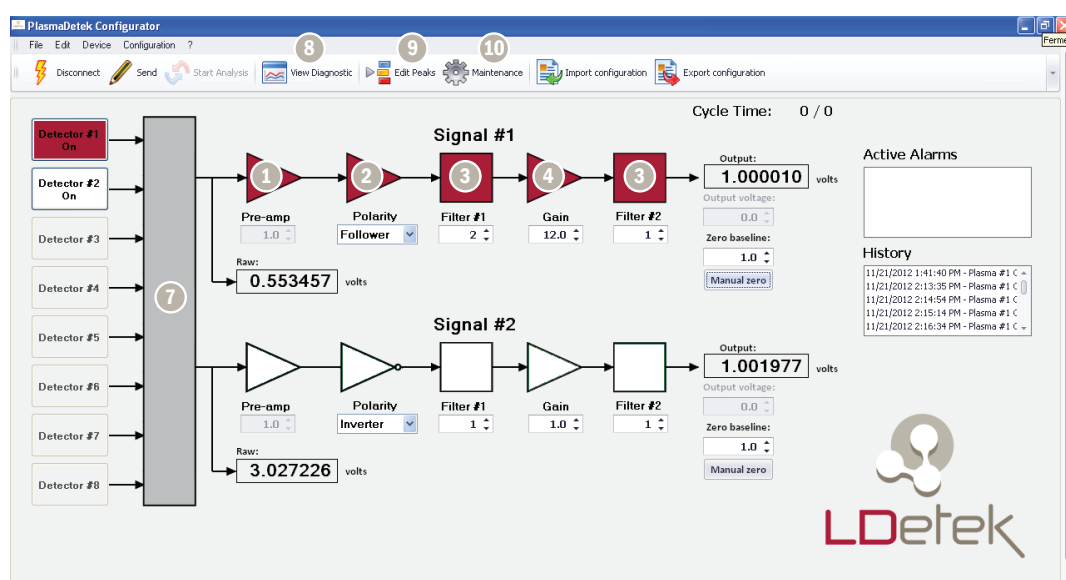 PlasmaDetek Configurator
Ferme
File Edit Device Configuration ?
8 9 10
Disconnect Send Start Analysis View Diagnostic Edit Peaks Maintenance Import configuration Export configuration
Cycle Time: 0 / 0
Detector #1
On
Detector #2
On
Detector #3
Detector #4
Detector #5
Detector #6
Detector #7
Detector #8
7
Signal #1
1 2 3 4 3
Pre-amp
1.0
Polarity
Follower
Filter #1
2
Gain
12.0
Filter #2
1
Output:
1.000010 volts
Output voltage:
0.0
Zero baseline:
1.0
Manual zero
Raw:
0.553457 volts
Signal #2
Pre-amp
1.0
Polarity
Inverter
Filter #1
1
Gain
1.0
Filter #2
1
Output:
1.001977 volts
Output voltage:
0.0
Zero baseline:
1.0
Manual zero
Raw:
3.027226 volts
Active Alarms
History
11/21/2012 1:41:40 PM - Plasma #1 C
11/21/2012 2:13:35 PM - Plasma #1 C
11/21/2012 2:14:54 PM - Plasma #1 C
11/21/2012 2:15:14 PM - Plasma #1 C
11/21/2012 2:16:34 PM - Plasma #1 C
LDetek